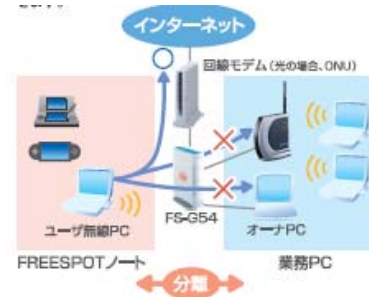 インターネット
回線モデム(光の場合、ONU)
FS-G54
ユーザ無線PC
オーナPC
FREESPOTノート
業務PC
分離